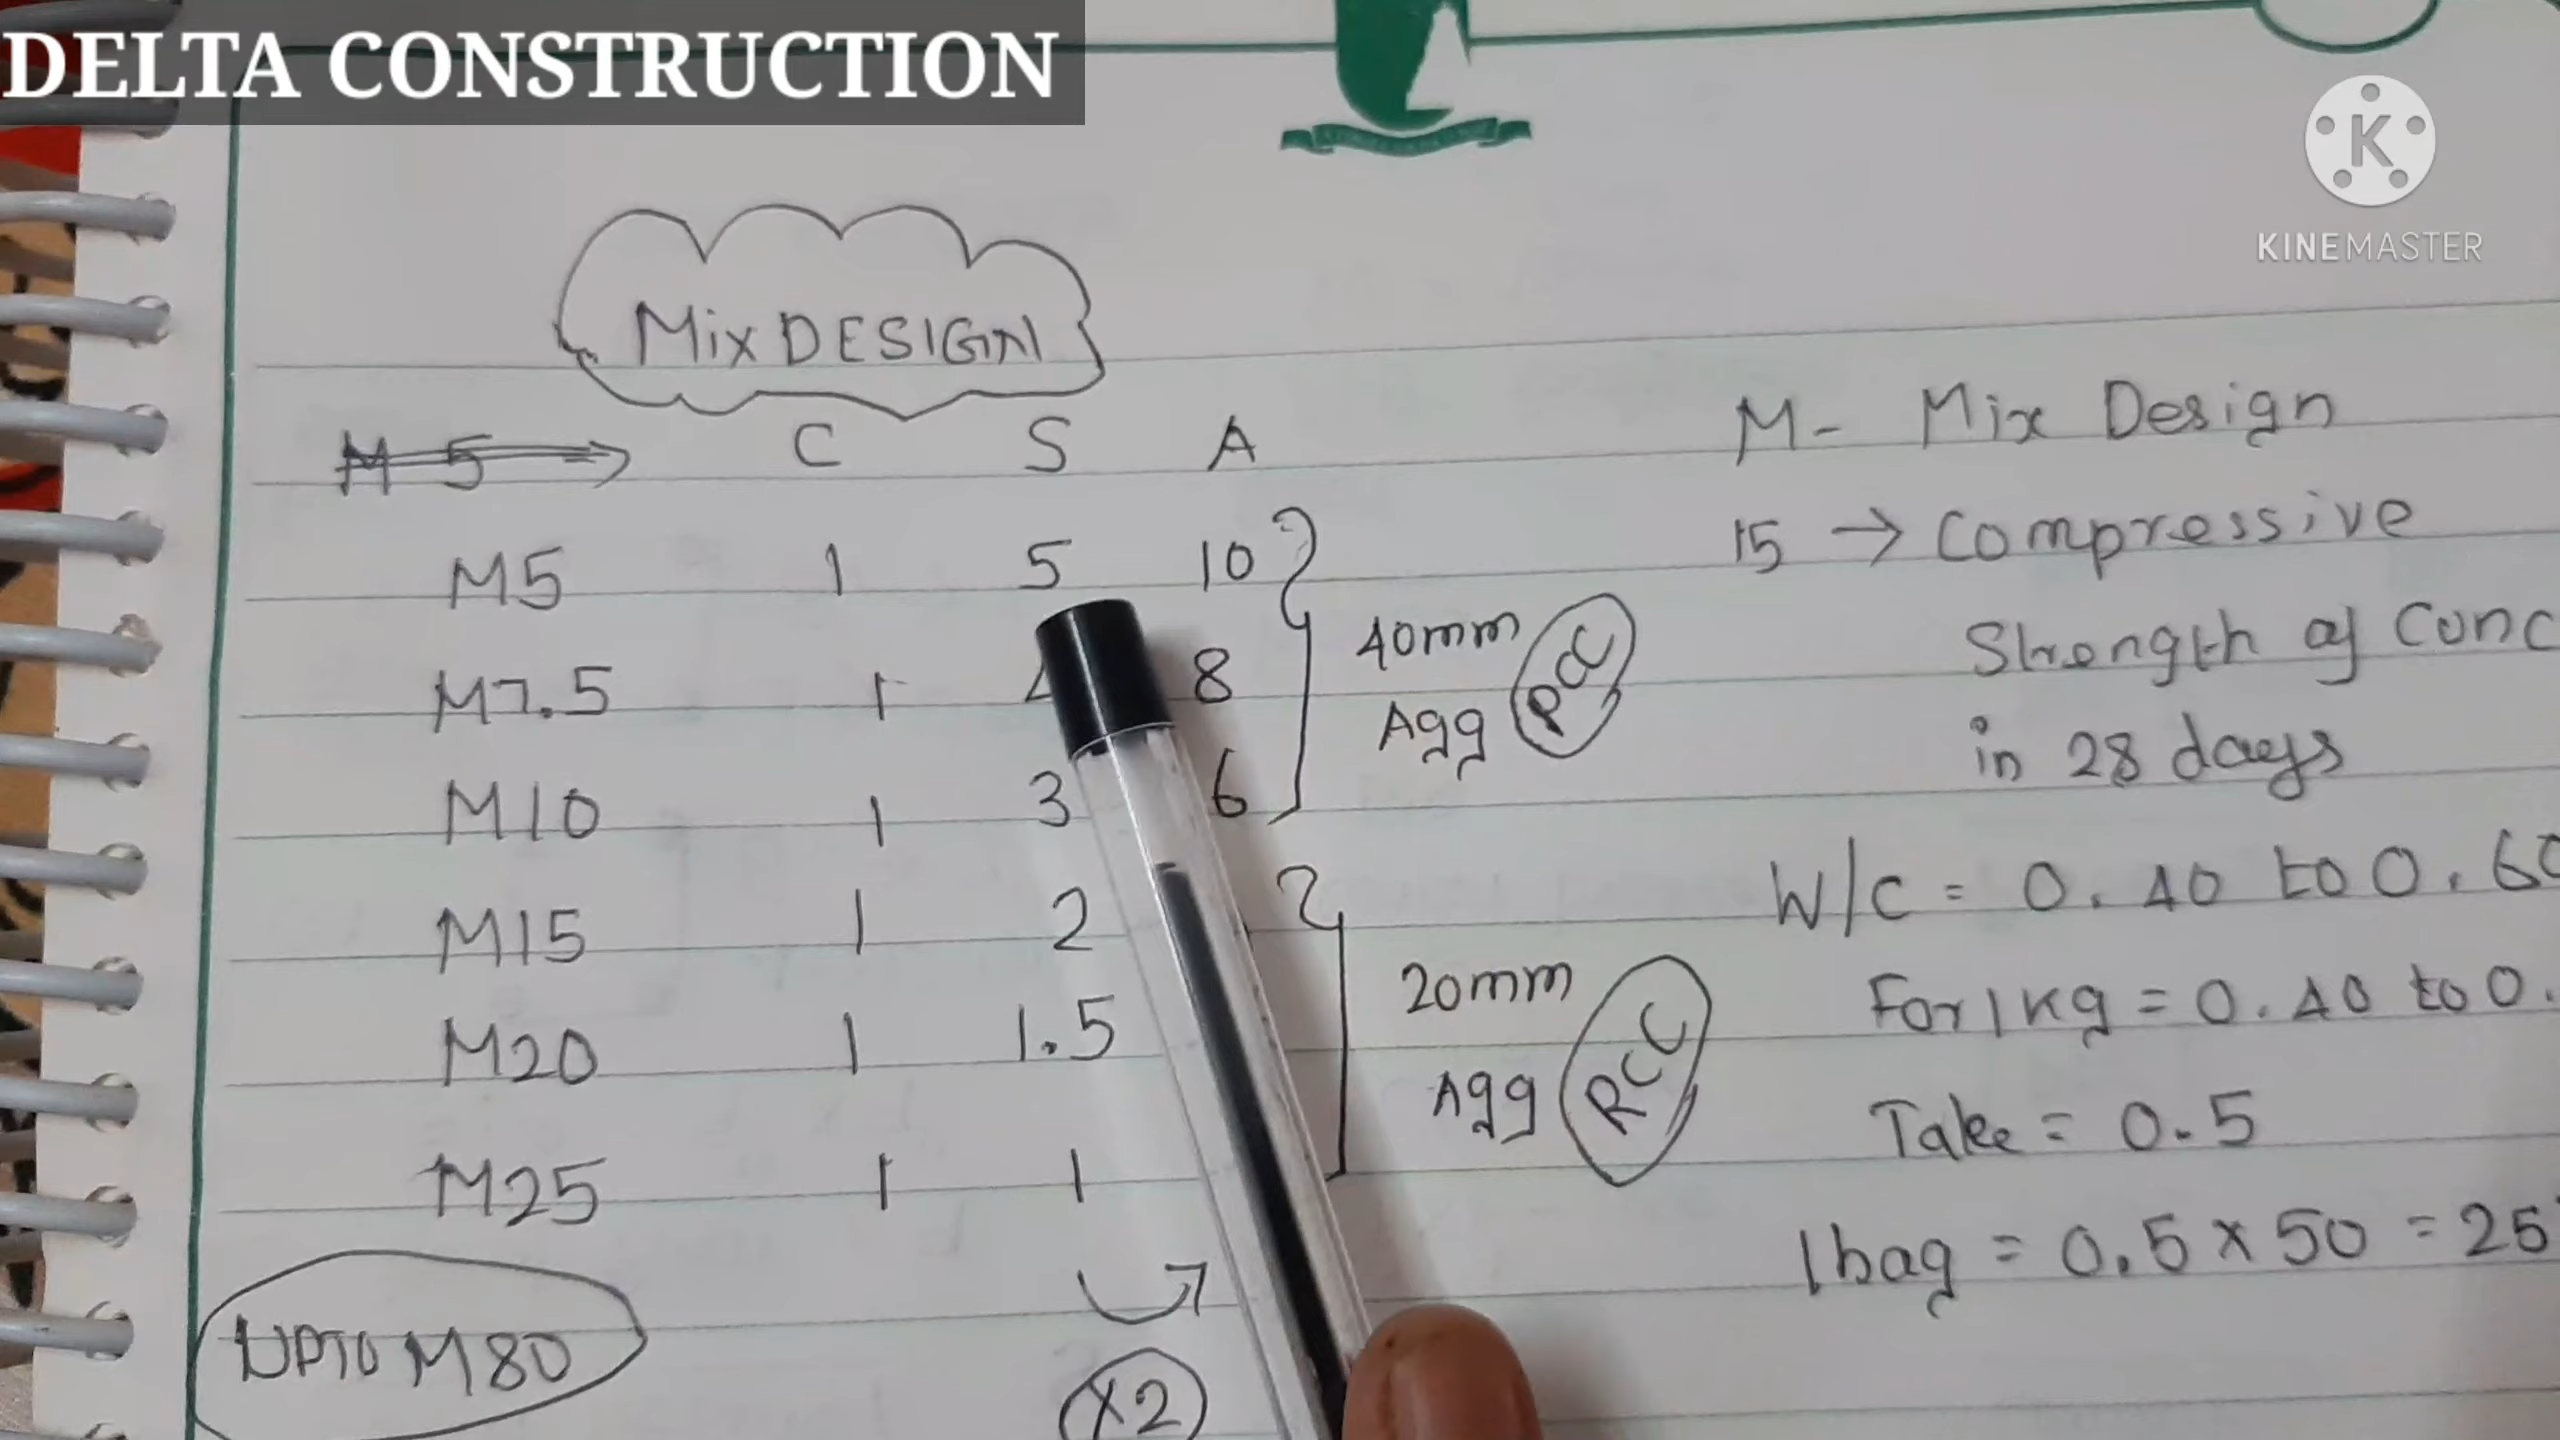 DELTA CONSTRUCTION
KINEMASTER
Mix DESIGN
M 5 → C S A
M5 1 5 10
M7.5 1 8
M10 1 3 6
40mm
Agg
PCC
M15 1 2
M20 1 1.5
M25 1 1
20mm
Agg
RCC
UPTO M80
X2
M - Mix Design
15 → Compressive
Strength of Conc
in 28 days
W/C = 0.40 to 0.60
For 1 Kg = 0.40 to 0.
Take = 0.5
1bag = 0.5 x 50 = 25